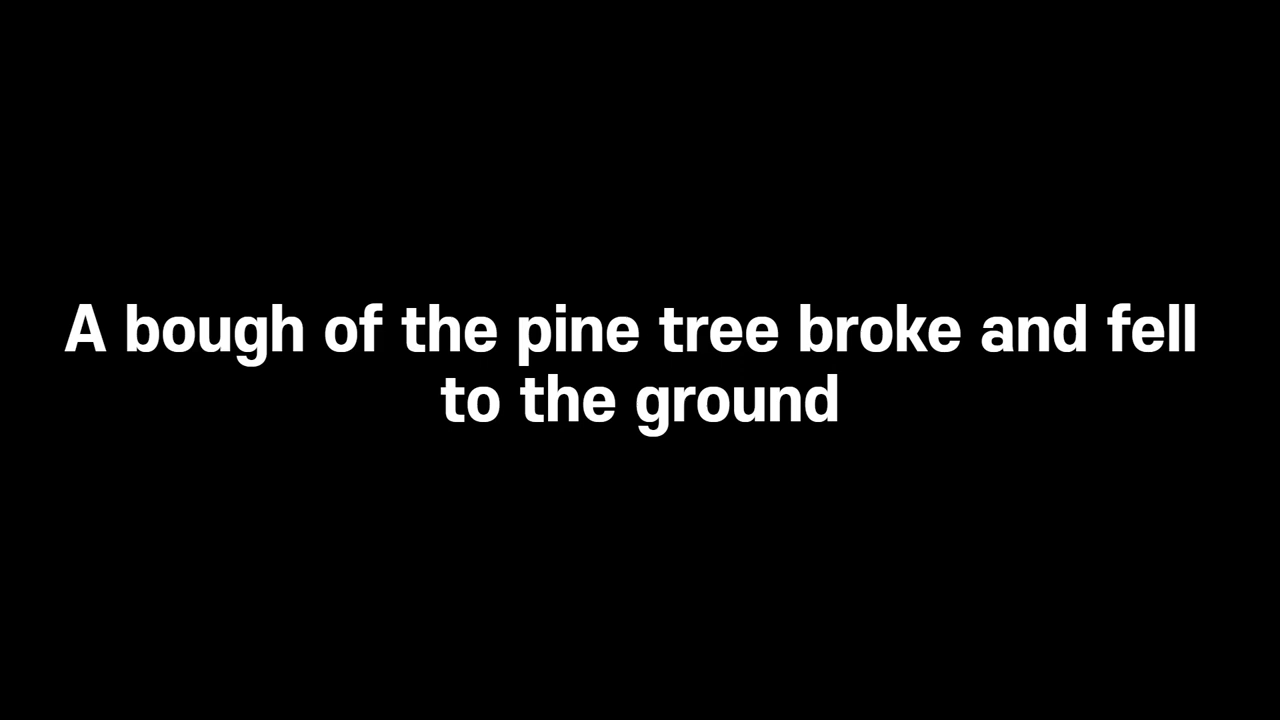 A bough of the pine tree broke and fell
to the ground